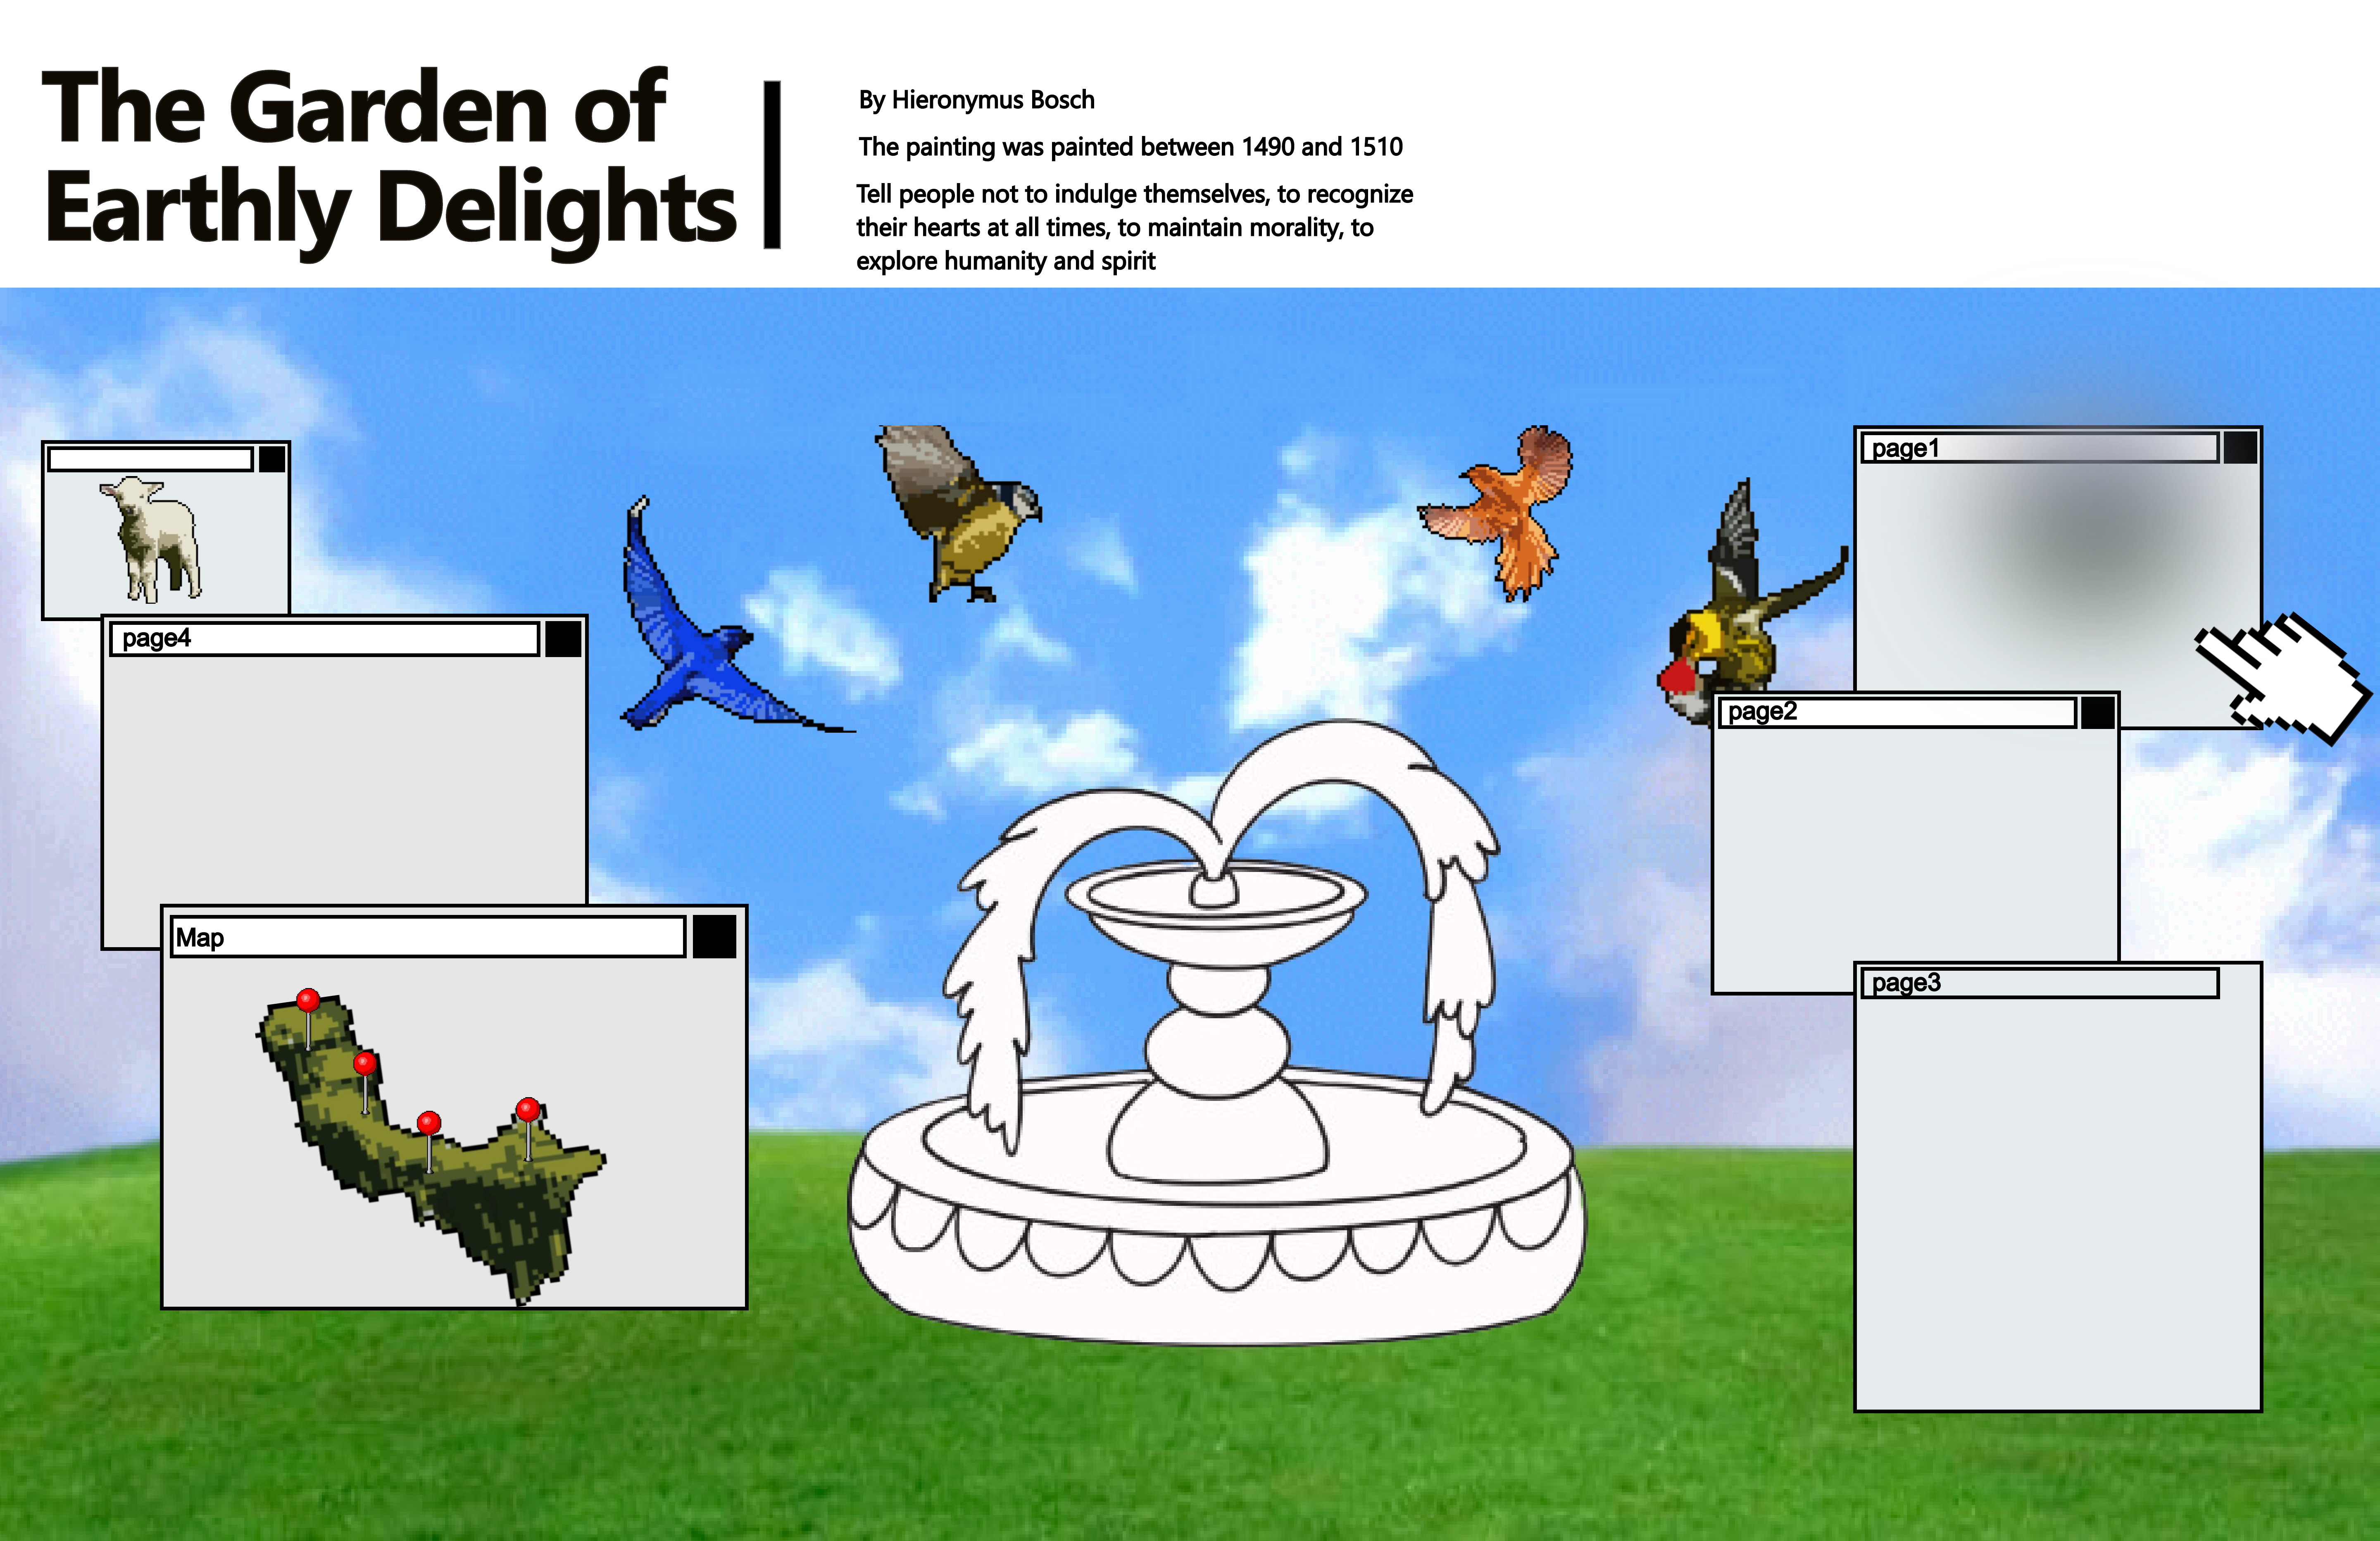 The Garden of
Earthly Delights
By Hieronymus Bosch
The painting was painted between 1490 and 1510
Tell people not to indulge themselves, to recognize
their hearts at all times, to maintain morality, to
explore humanity and spirit
page1
page4
page2
Map
page3